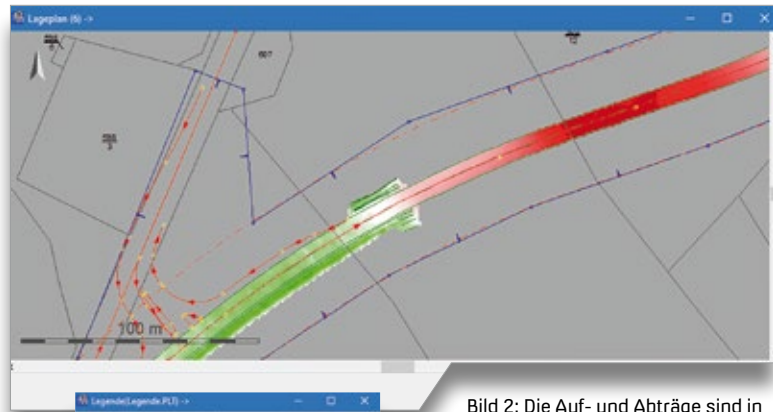 Lageplan (6) ->
607
100 m
Legende(Legende.PLT) ->
Bild 2: Die Auf- und Abträge sind in